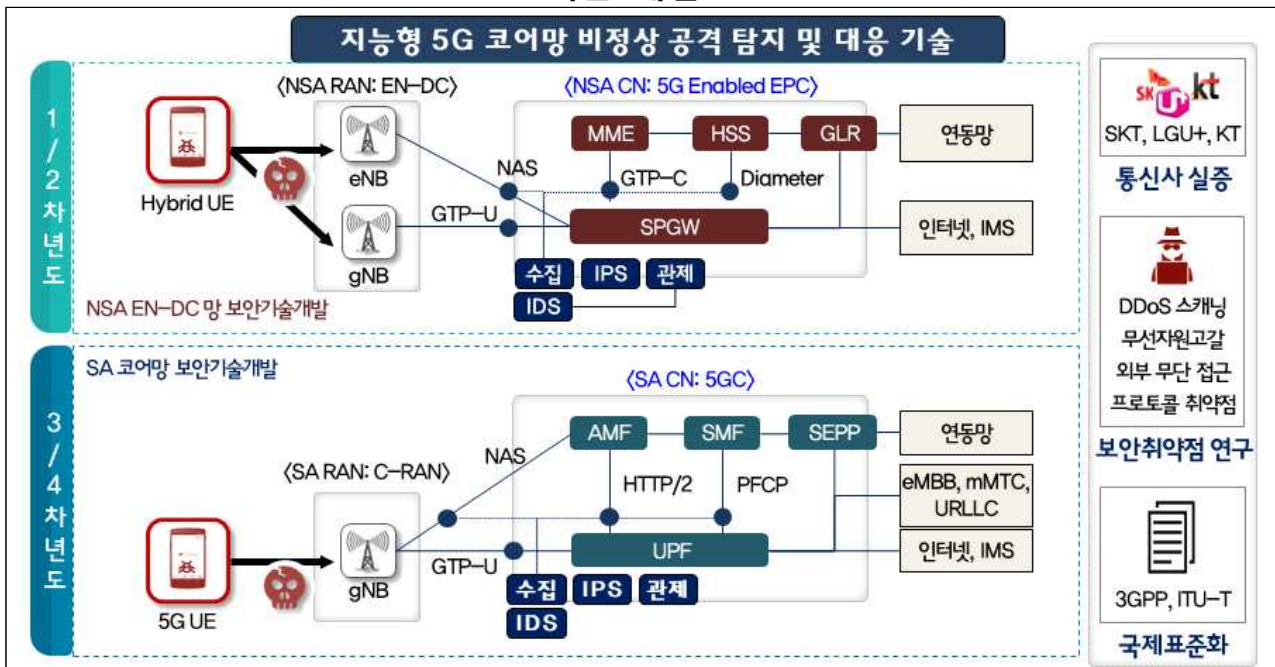 지능형 5G 코어망 비정상 공격 탐지 및 대응 기술
1/2차년도
〈NSA RAN: EN-DC〉
〈NSA CN: 5G Enabled EPC〉
Hybrid UE
eNB
gNB
NAS
GTP-U
MME
HSS
GLR
GTP-C
Diameter
SPGW
연동망
인터넷, IMS
수집
IPS
관제
IDS
NSA EN-DC 망 보안기술개발
3/4차년도
SA 코어망 보안기술개발
〈SA CN: 5GC〉
〈SA RAN: C-RAN〉
5G UE
gNB
NAS
GTP-U
AMF
SMF
SEPP
HTTP/2
PFCP
UPF
연동망
eMBB, mMTC,
URLLC
인터넷, IMS
수집
IPS
관제
IDS
SK
U+
kt
SKT, LGU+, KT
통신사 실증
DDoS 스캐닝
무선자원고갈
외부 무단 접근
프로토콜 취약점
보안취약점 연구
3GPP, ITU-T
국제표준화